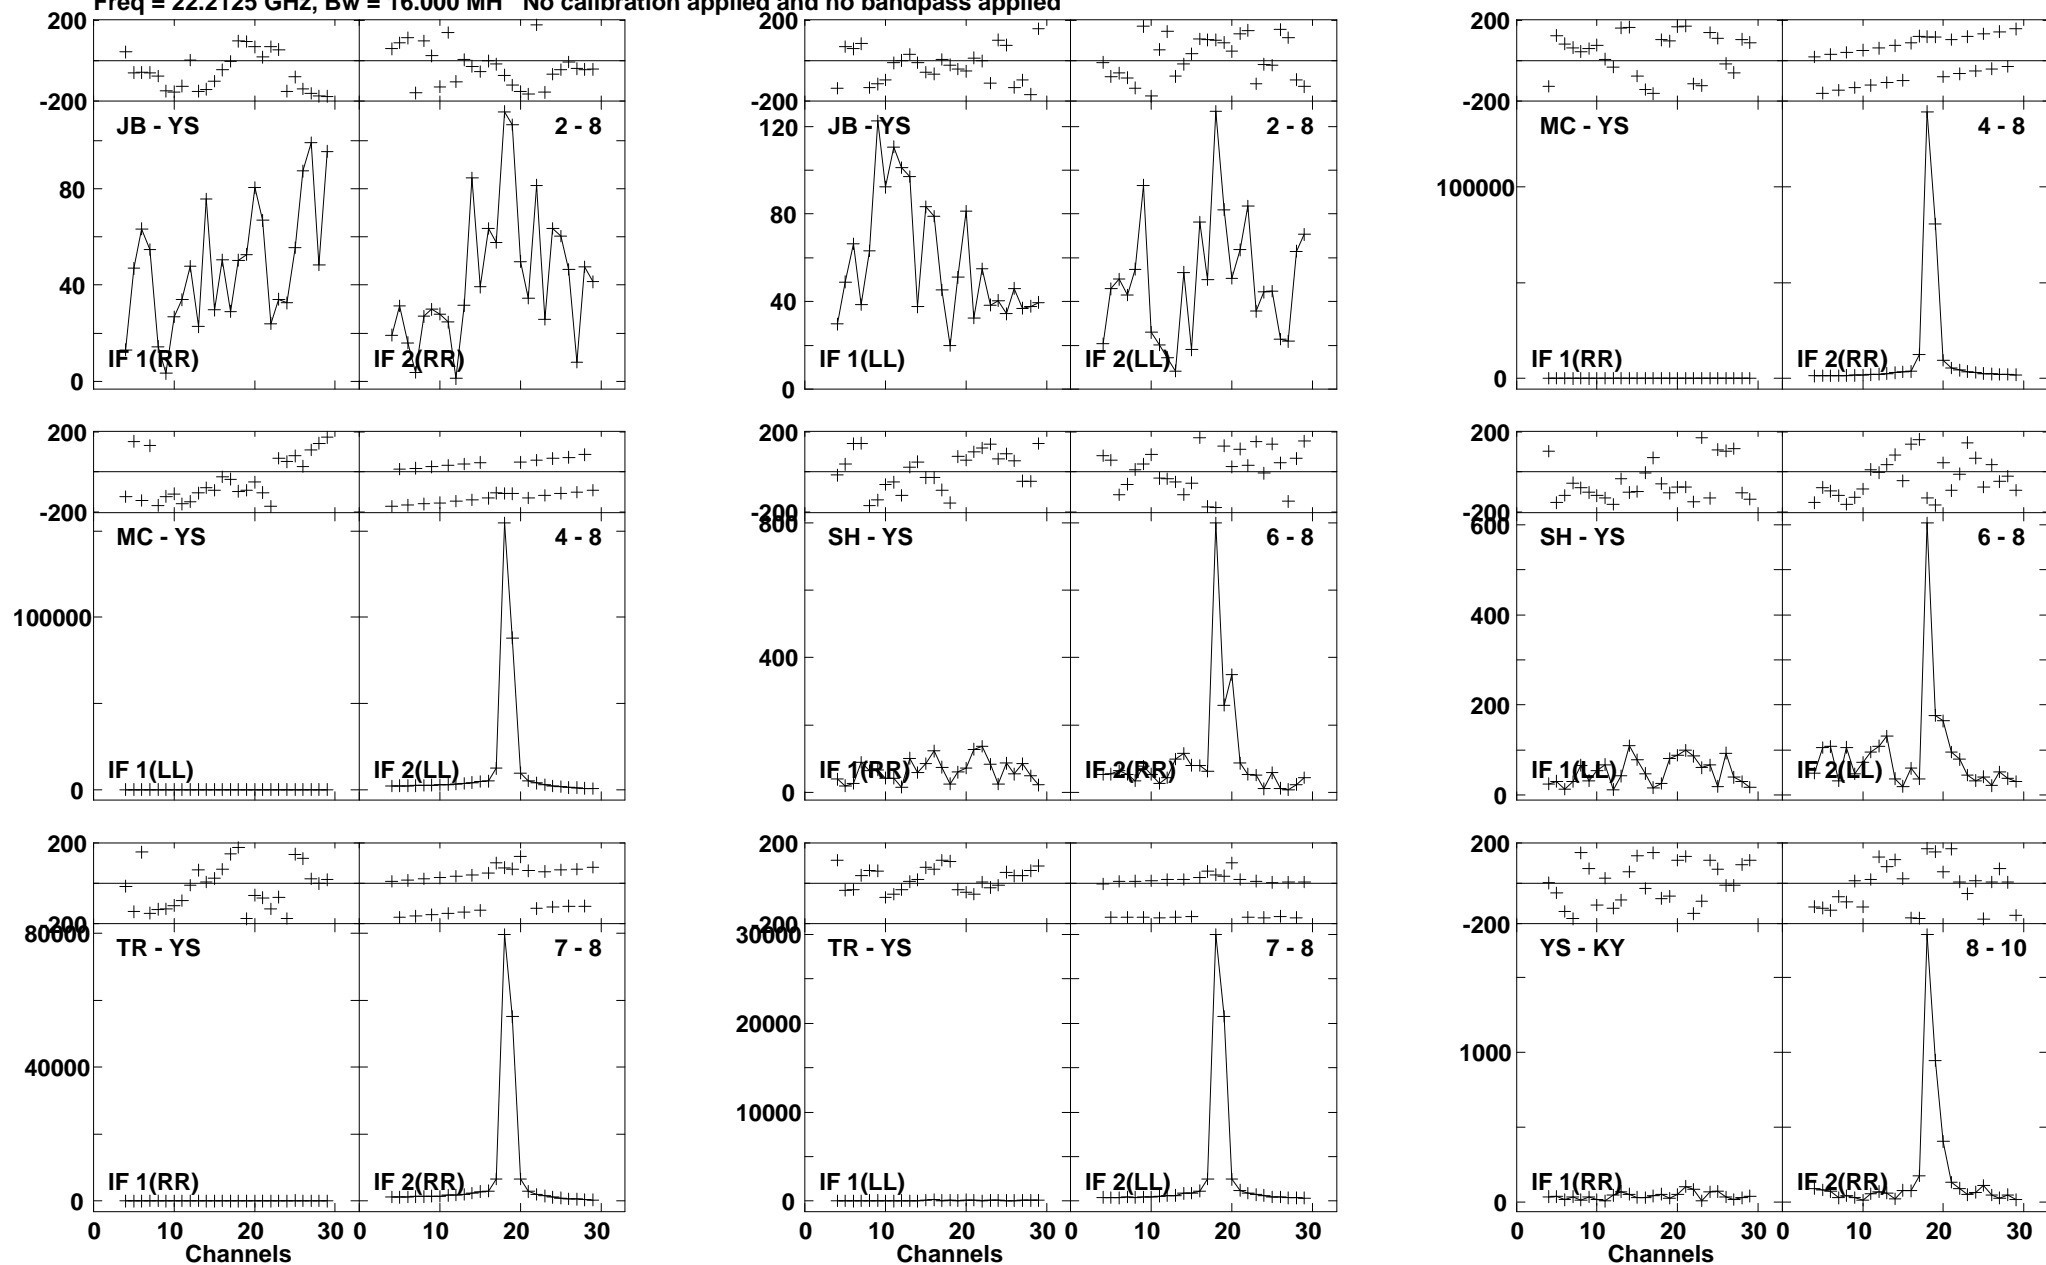 Freq = 22.2125 GHz, Bw = 16.000 MH No calibration applied and no bandpass applied
200 200 200
-200 -200 -200
JB - YS 2 - 8 JB - YS 2 - 8 MC - YS 4 - 8
120
100000
80 80
40 40
IF 1(RR) IF 2(RR) IF 1(LL) IF 2(LL) IF 1(RR) IF 2(RR)
0 0 0
200 200 200
-200 -200 -200
800 600
MC - YS 4 - 8 SH - YS 6 - 8 SH - YS 6 - 8
100000 400 400
200
IF 1(LL) IF 2(LL) IF 1(RR) IF 2(RR) IF 1(LL) IF 2(LL)
0 0 0
200 200 200
-200 -200 -200
80000 30000
TR - YS 7 - 8 TR - YS 7 - 8 YS - KY 8 - 10
40000 20000 1000
10000
IF 1(RR) IF 2(RR) IF 1(LL) IF 2(LL) IF 1(RR) IF 2(RR)
0 0 0
0 10 20 30 0 10 20 30 0 10 20 30 0 10 20 30 0 10 20 30 0 10 20 30
Channels Channels Channels